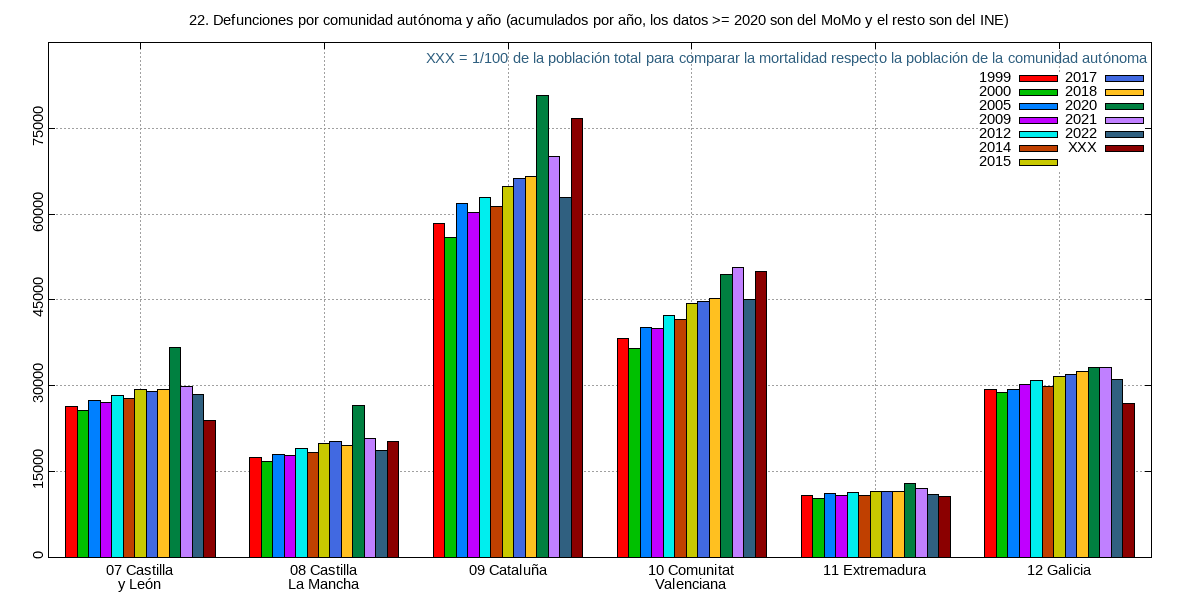 22. Defunciones por comunidad autónoma y año (acumulados por año, los datos >= 2020 son del MoMo y el resto son del INE)
XXX = 1/100 de la población total para comparar la mortalidad respecto la población de la comunidad autónoma
1999 2017
2000 2018
2005 2020
2009 2021
2012 2022
2014 XXX
2015
75000
60000
45000
30000
15000
0
07 Castilla
y León
08 Castilla
La Mancha
09 Cataluña
10 Comunitat
Valenciana
11 Extremadura
12 Galicia